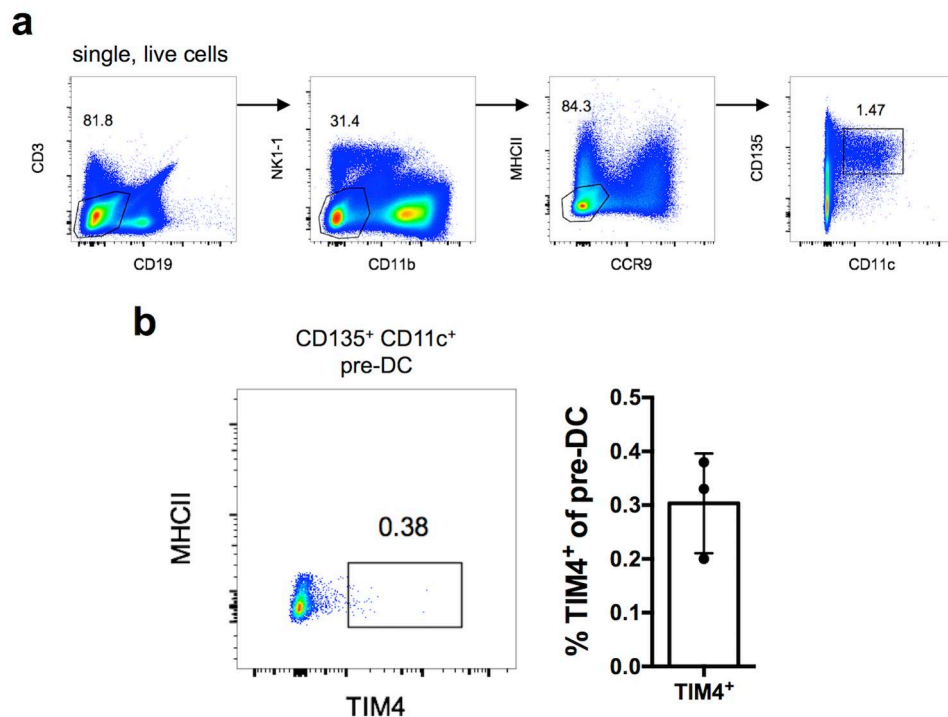 a
single, live cells
81.8
CD3
CD19
31.4
NK1-1
CD11b
84.3
MHCII
CCR9
1.47
CD135
CD11c
b
CD135⁺ CD11c⁺
pre-DC
0.38
MHCII
TIM4
% TIM4⁺ of pre-DC
0.5
0.4
0.3
0.2
0.1
0.0
TIM4⁺